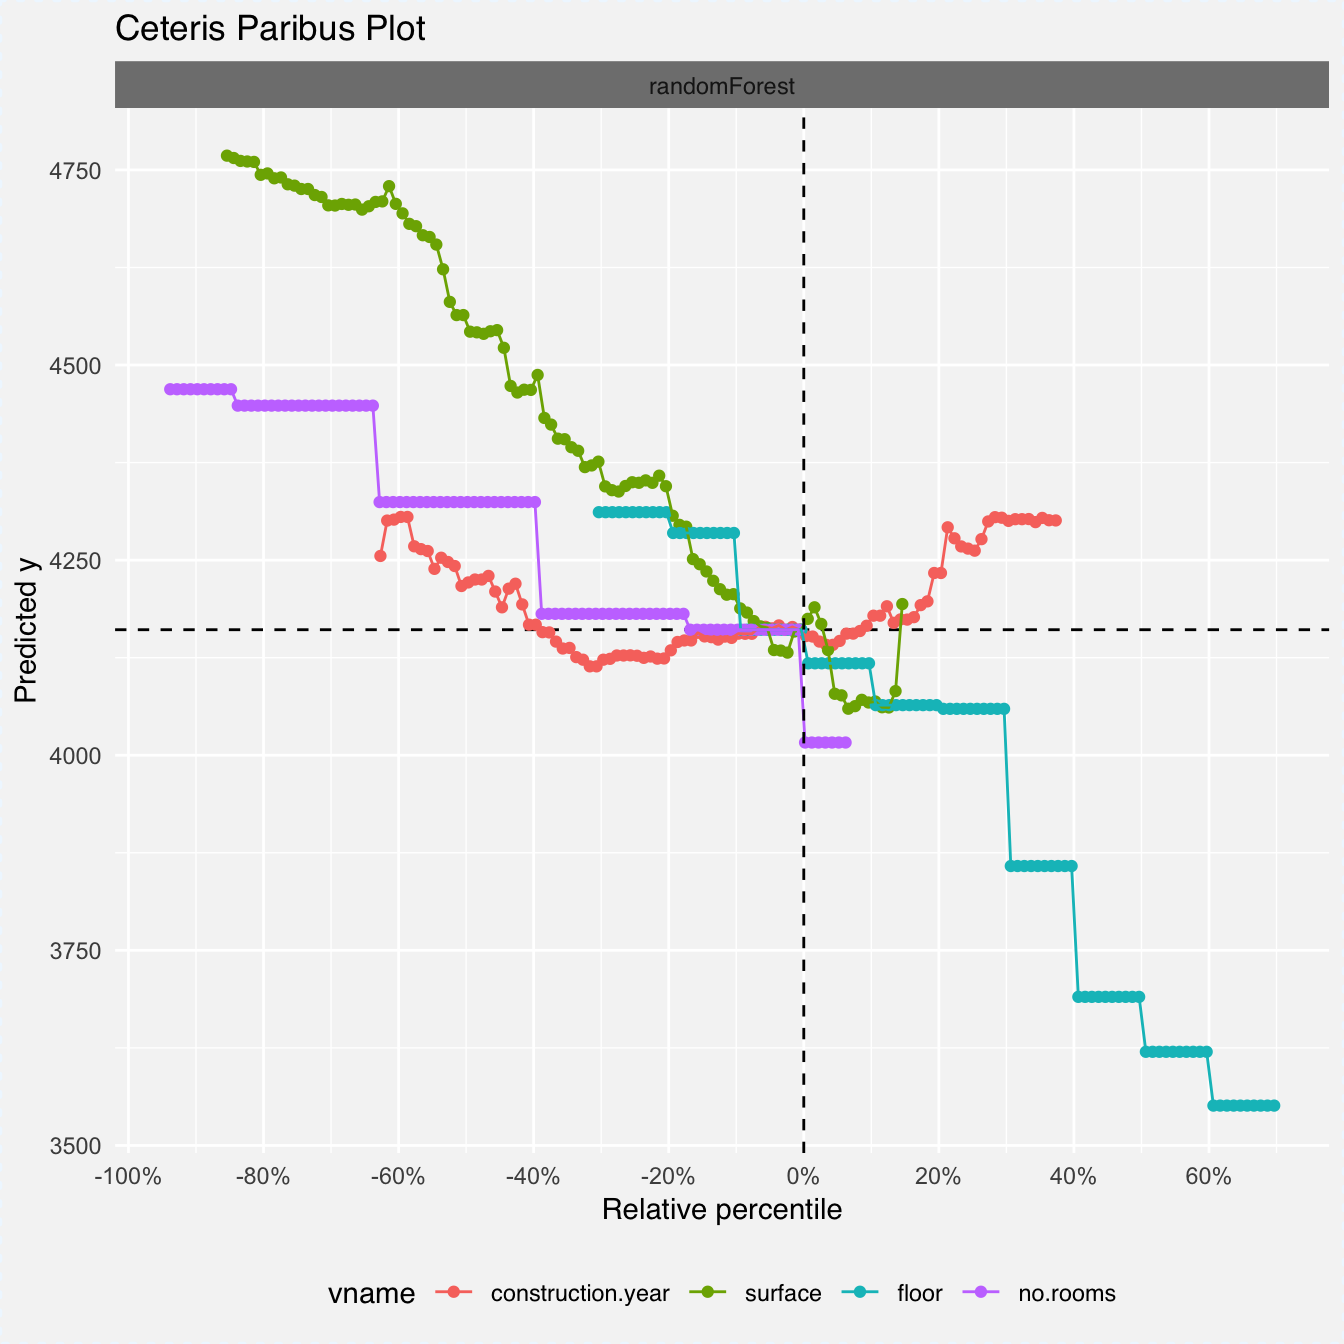 Ceteris Paribus Plot
randomForest
4750
4500
4250
4000
3750
3500
Predicted y
-100% -80% -60% -40% -20% 0% 20% 40% 60%
Relative percentile
vname construction.year surface floor no.rooms